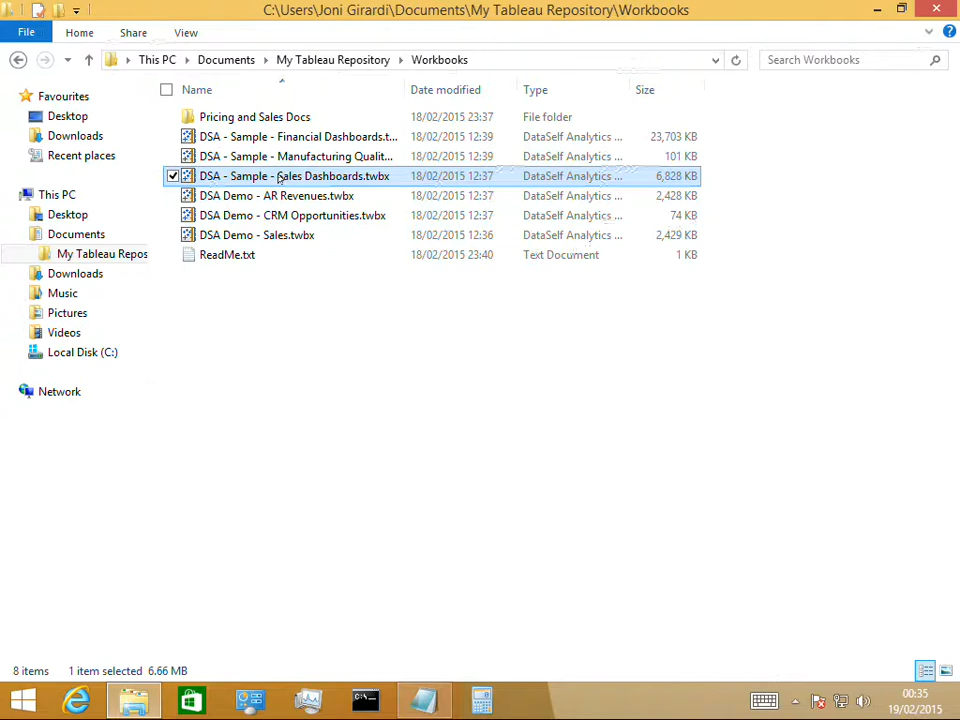 C:\Users\Joni Girardi\Documents\My Tableau Repository\Workbooks
File Home Share View
This PC Documents My Tableau Repository Workbooks Search Workbooks
Name Date modified Type Size
Pricing and Sales Docs 18/02/2015 23:37 File folder
DSA - Sample - Financial Dashboards.t... 18/02/2015 12:39 DataSelf Analytics ... 23,703 KB
DSA - Sample - Manufacturing Qualit... 18/02/2015 12:39 DataSelf Analytics ... 101 KB
DSA - Sample - Sales Dashboards.twbx 18/02/2015 12:37 DataSelf Analytics ... 6,828 KB
DSA Demo - AR Revenues.twbx 18/02/2015 12:37 DataSelf Analytics ... 2,428 KB
DSA Demo - CRM Opportunities.twbx 18/02/2015 12:37 DataSelf Analytics ... 74 KB
DSA Demo - Sales.twbx 18/02/2015 12:36 DataSelf Analytics ... 2,429 KB
ReadMe.txt 18/02/2015 23:40 Text Document 1 KB
Favourites
Desktop
Downloads
Recent places
This PC
Desktop
Documents
My Tableau Repos
Downloads
Music
Pictures
Videos
Local Disk (C:)
Network
8 items 1 item selected 6.66 MB
00:35
19/02/2015